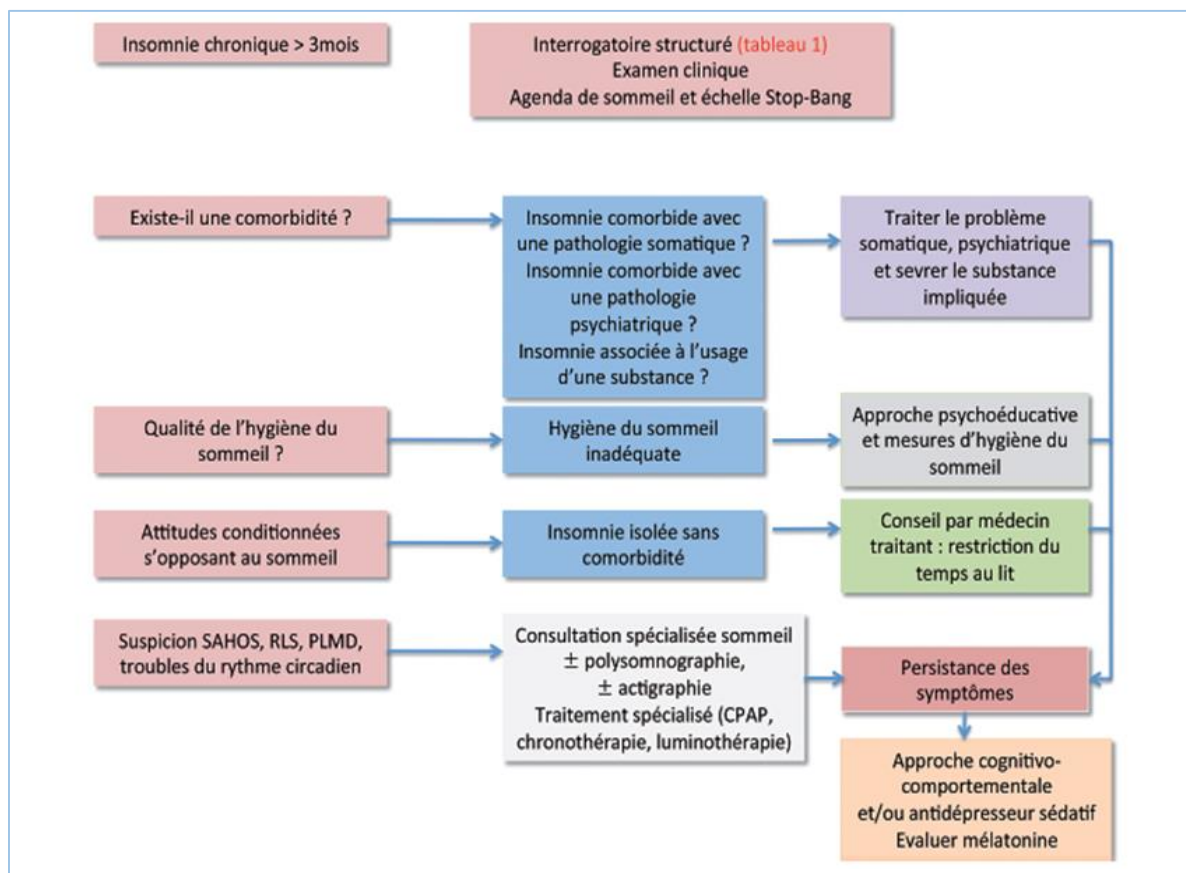 Insomnie chronique > 3mois
Interrogatoire structuré (tableau 1)
Examen clinique
Agenda de sommeil et échelle Stop-Bang
Existe-il une comorbidité ?
Insomnie comorbide avec
une pathologie somatique ?
Insomnie comorbide avec
une pathologie
psychiatrique ?
Insomnie associée à l'usage
d'une substance ?
Traiter le problème
somatique, psychiatrique
et sevrer le substance
impliquée
Qualité de l'hygiène du
sommeil ?
Hygiène du sommeil
inadéquate
Approche psychoéducative
et mesures d'hygiène du
sommeil
Attitudes conditionnées
s'opposant au sommeil
Insomnie isolée sans
comorbidité
Conseil par médecin
traitant : restriction du
temps au lit
Suspicion SAHOS, RLS, PLMD,
troubles du rythme circadien
Consultation spécialisée sommeil
± polysomnographie,
± actigraphie
Traitement spécialisé (CPAP,
chronothérapie, luminothérapie)
Persistance des
symptômes
Approche cognitivo-
comportementale
et/ou antidépresseur sédatif
Evaluer mélatonine